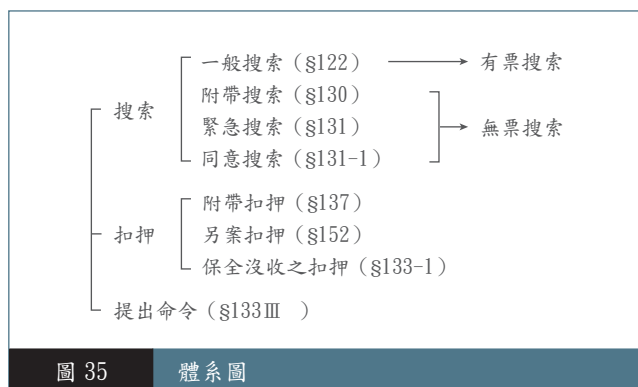 一般搜索（§122） 有票搜索
附帶搜索（§130）
搜索
緊急搜索（§131） 無票搜索
同意搜索（§131-1）
附帶扣押（§137）
扣押 另案扣押（§152）
保全沒收之扣押（§133-1）
提出命令（§133Ⅲ ）
圖 35 體系圖